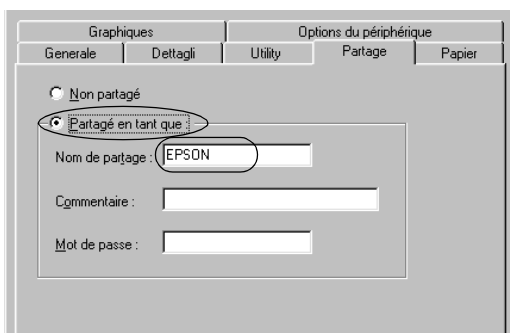 Graphiques Options du périphérique
Generale Dettagli Utility Partage Papier
Non partagé
Partagé en tant que :
Nom de partage : EPSON
Commentaire :
Mot de passe :